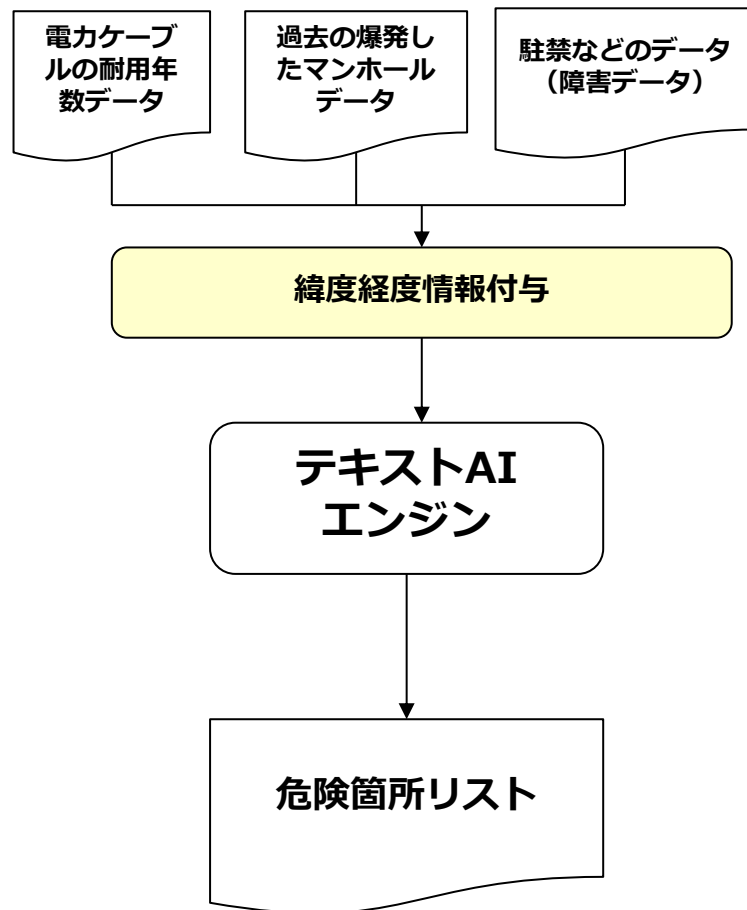 電力ケーブ
ルの耐用年
数データ
過去の爆発し
たマンホール
データ
駐禁などのデータ
（障害データ）
緯度経度情報付与
テキストAI
エンジン
危険箇所リスト